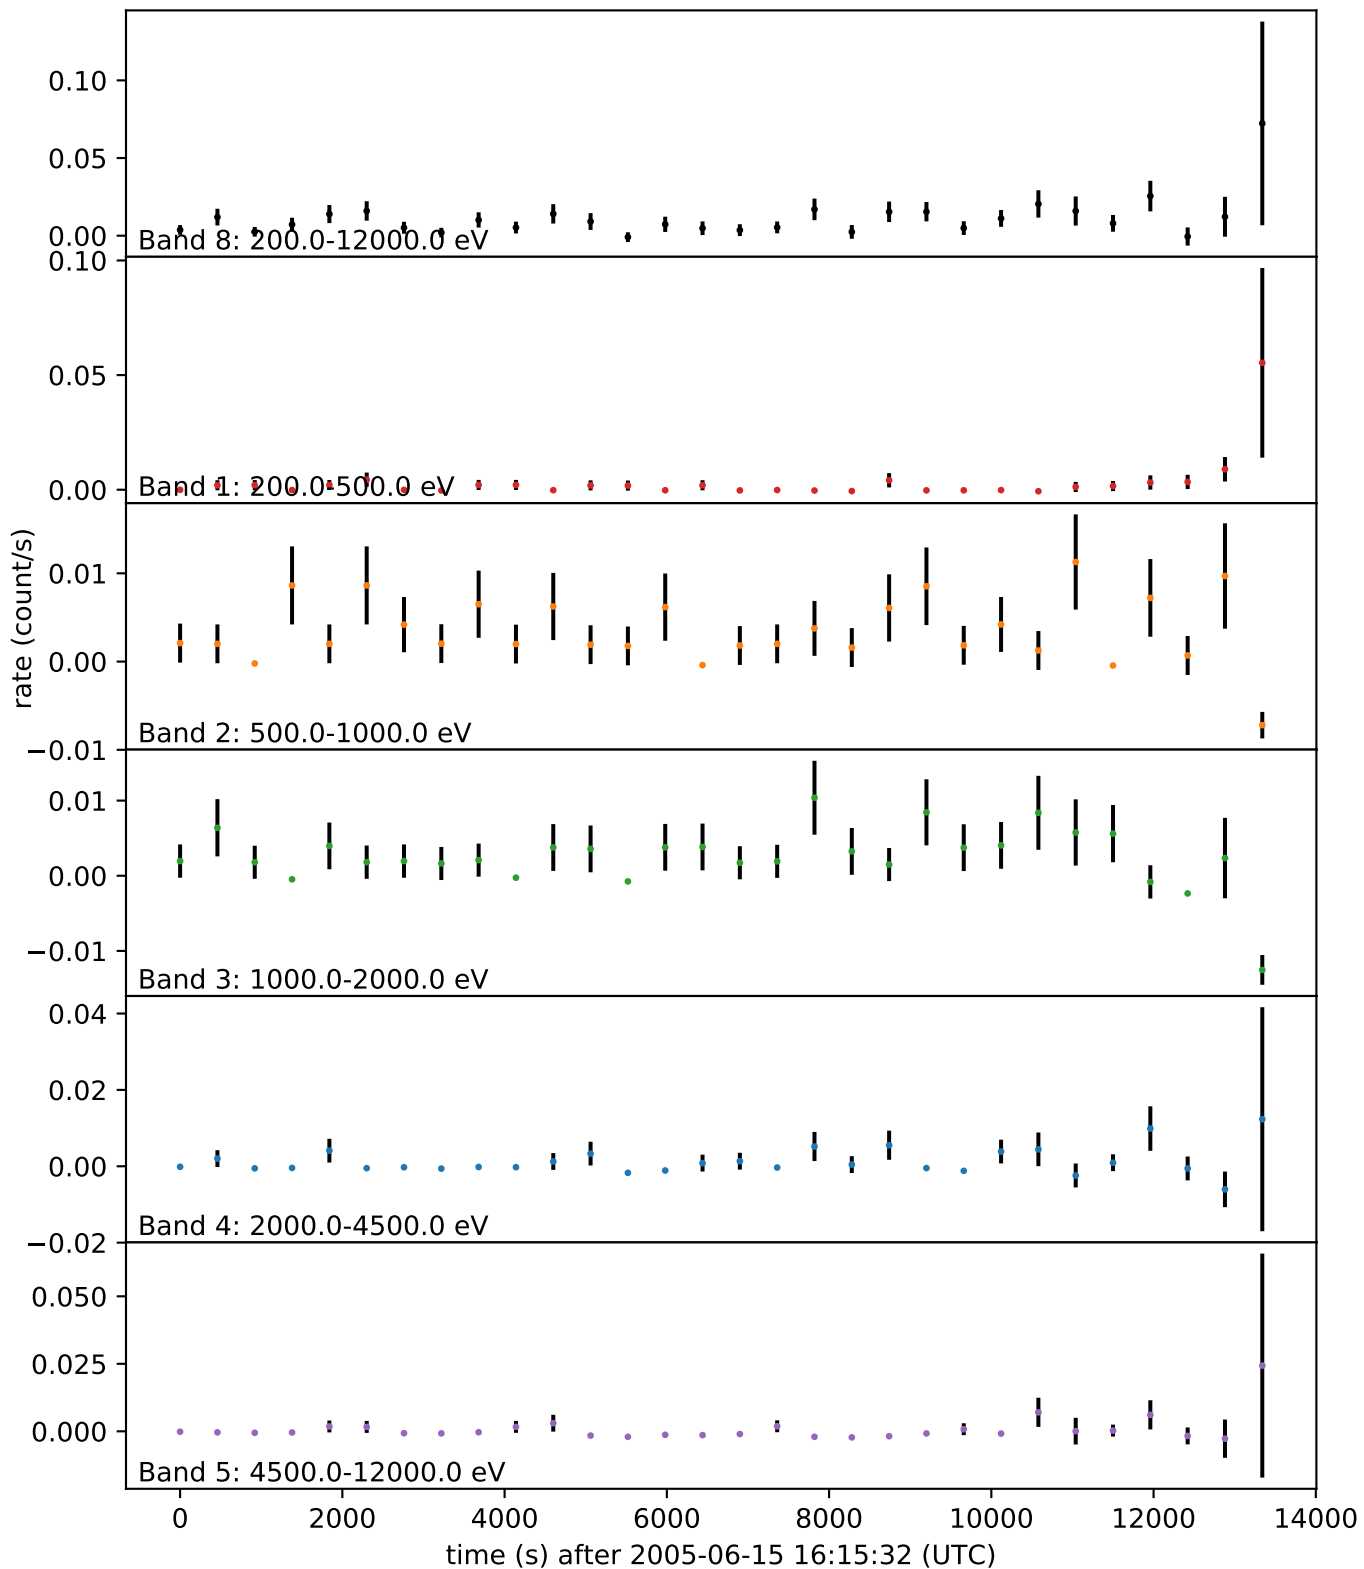 0.10
0.05
0.00
Band 8: 200.0-12000.0 eV
0.10
0.05
0.00
Band 1: 200.0-500.0 eV
rate (count/s)
0.01
0.00
−0.01
Band 2: 500.0-1000.0 eV
0.01
0.00
−0.01
Band 3: 1000.0-2000.0 eV
0.04
0.02
0.00
−0.02
Band 4: 2000.0-4500.0 eV
0.050
0.025
0.000
Band 5: 4500.0-12000.0 eV
0 2000 4000 6000 8000 10000 12000 14000
time (s) after 2005-06-15 16:15:32 (UTC)